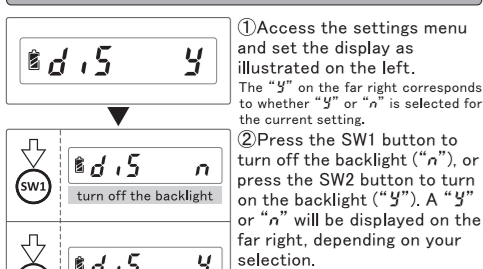 diS y
①Access the settings menu
and set the display as
illustrated on the left.
The “y” on the far right corresponds
to whether “y” or “n” is selected for
the current setting.
SW1
diS n
turn off the backlight
②Press the SW1 button to
turn off the backlight (“n”), or
press the SW2 button to turn
on the backlight (“y”). A “y”
or “n” will be displayed on the
far right, depending on your
selection.
diS y